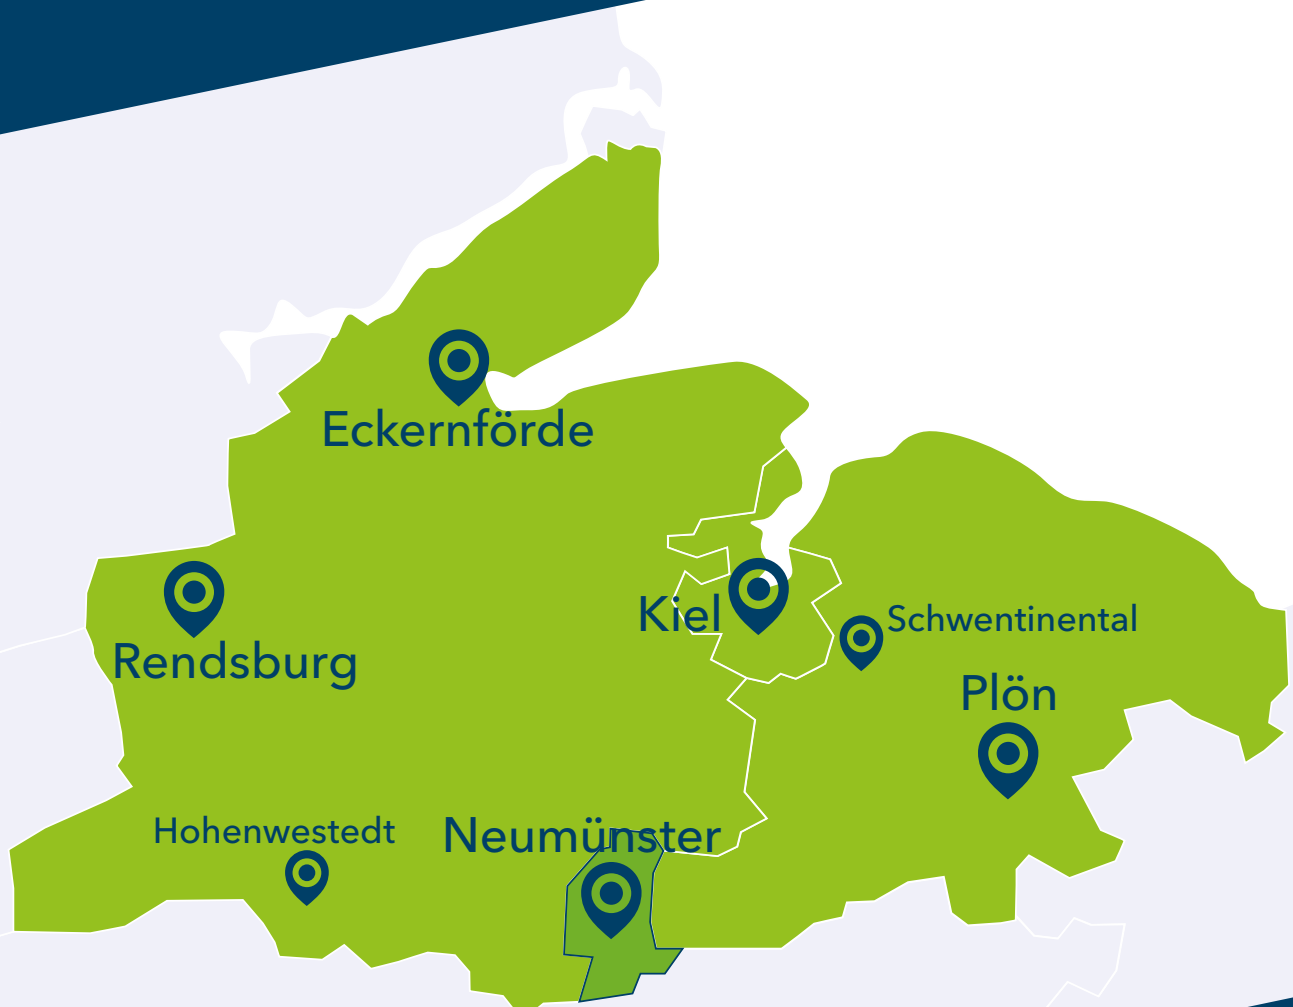 Eckernförde
Kiel
Schwentinental
Rendsburg
Plön
Hohenwestedt
Neumünster